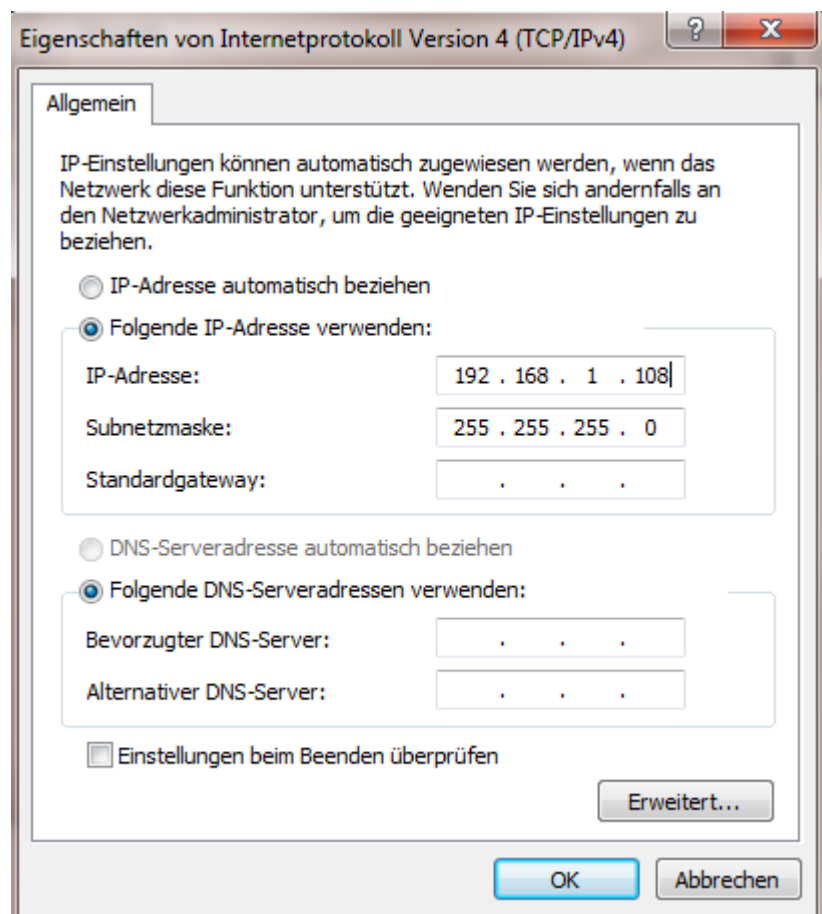 Eigenschaften von Internetprotokoll Version 4 (TCP/IPv4)
Allgemein
IP-Einstellungen können automatisch zugewiesen werden, wenn das
Netzwerk diese Funktion unterstützt. Wenden Sie sich andernfalls an
den Netzwerkadministrator, um die geeigneten IP-Einstellungen zu
beziehen.
IP-Adresse automatisch beziehen
Folgende IP-Adresse verwenden:
IP-Adresse: 192 . 168 . 1 . 108
Subnetzmaske: 255 . 255 . 255 . 0
Standardgateway: . . .
DNS-Serveradresse automatisch beziehen
Folgende DNS-Serveradressen verwenden:
Bevorzugter DNS-Server: . . .
Alternativer DNS-Server: . . .
Einstellungen beim Beenden überprüfen
Erweitert...
OK Abbrechen